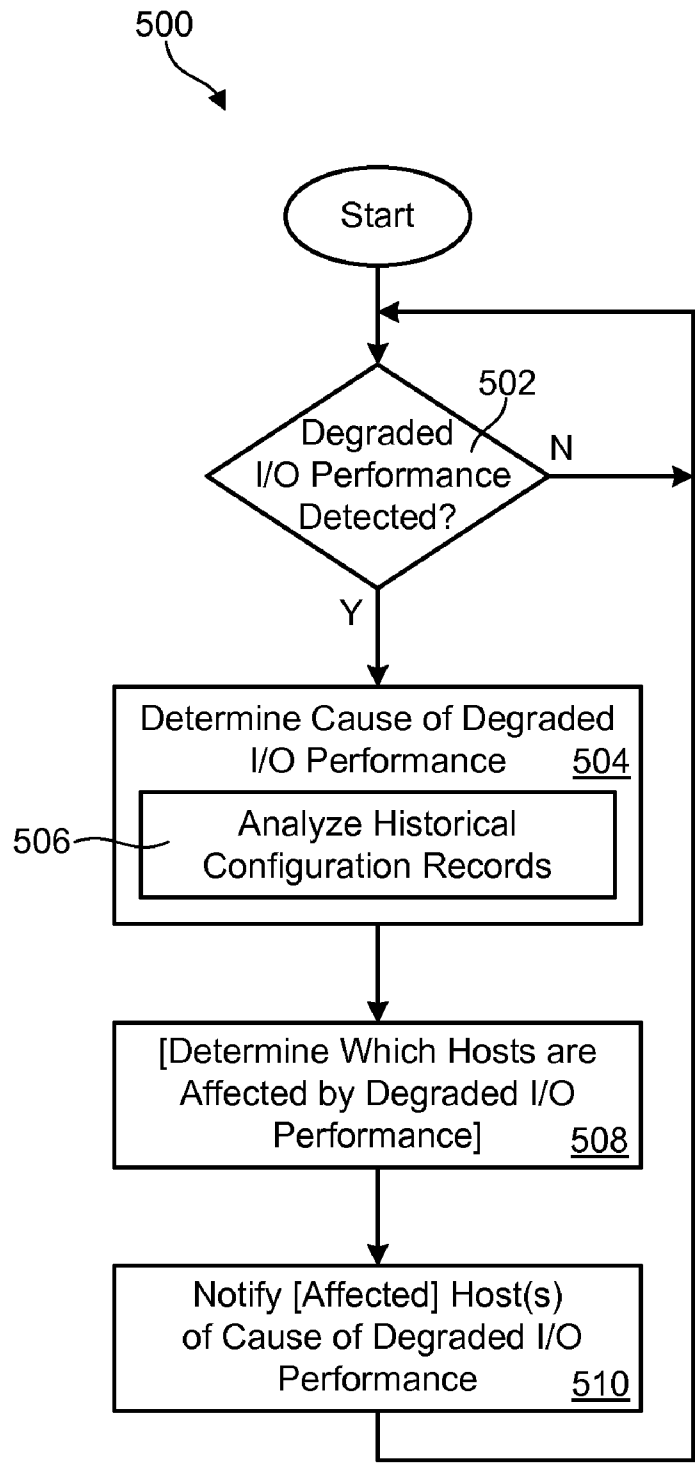 500
Start
502
Degraded
I/O Performance
Detected?
N
Y
Determine Cause of Degraded
I/O Performance 504
506
Analyze Historical
Configuration Records
[Determine Which Hosts are
Affected by Degraded I/O
Performance] 508
Notify [Affected] Host(s)
of Cause of Degraded I/O
Performance 510